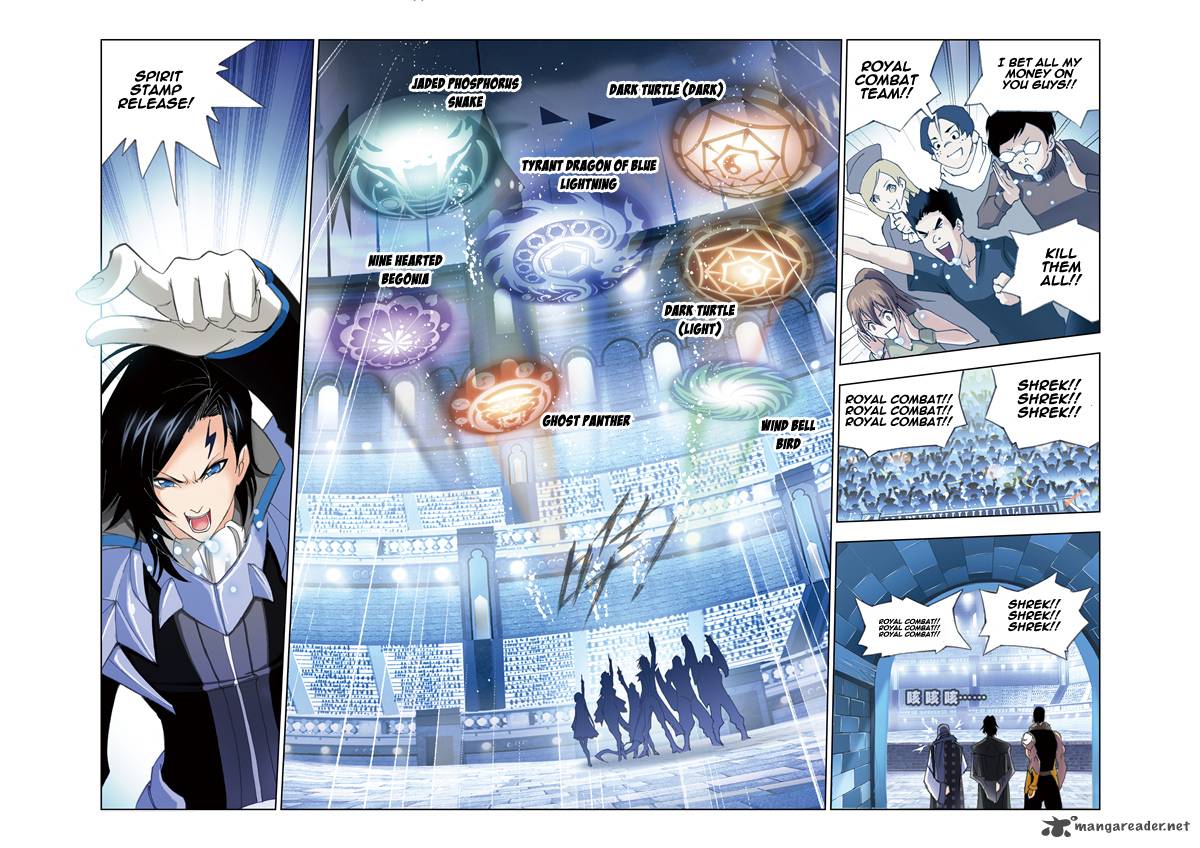 SPIRIT
STAMP
RELEASE!
JADED PHOSPHORUS
SNAKE
DARK TURTLE (DARK)
TYRANT DRAGON OF BLUE
LIGHTNING
NINE HEARTED
BEGONIA
DARK TURTLE
(LIGHT)
GHOST PANTHER
WIND BELL
BIRD
ROYAL
COMBAT
TEAM!!
I BET ALL MY
MONEY ON
YOU GUYS!!
KILL
THEM
ALL!!
ROYAL COMBAT!!
ROYAL COMBAT!!
ROYAL COMBAT!!
SHREK!!
SHREK!!
SHREK!!
ROYAL COMBAT!!
ROYAL COMBAT!!
ROYAL COMBAT!!
SHREK!!
SHREK!!
SHREK!!
咳咳咳……
mangareader.net